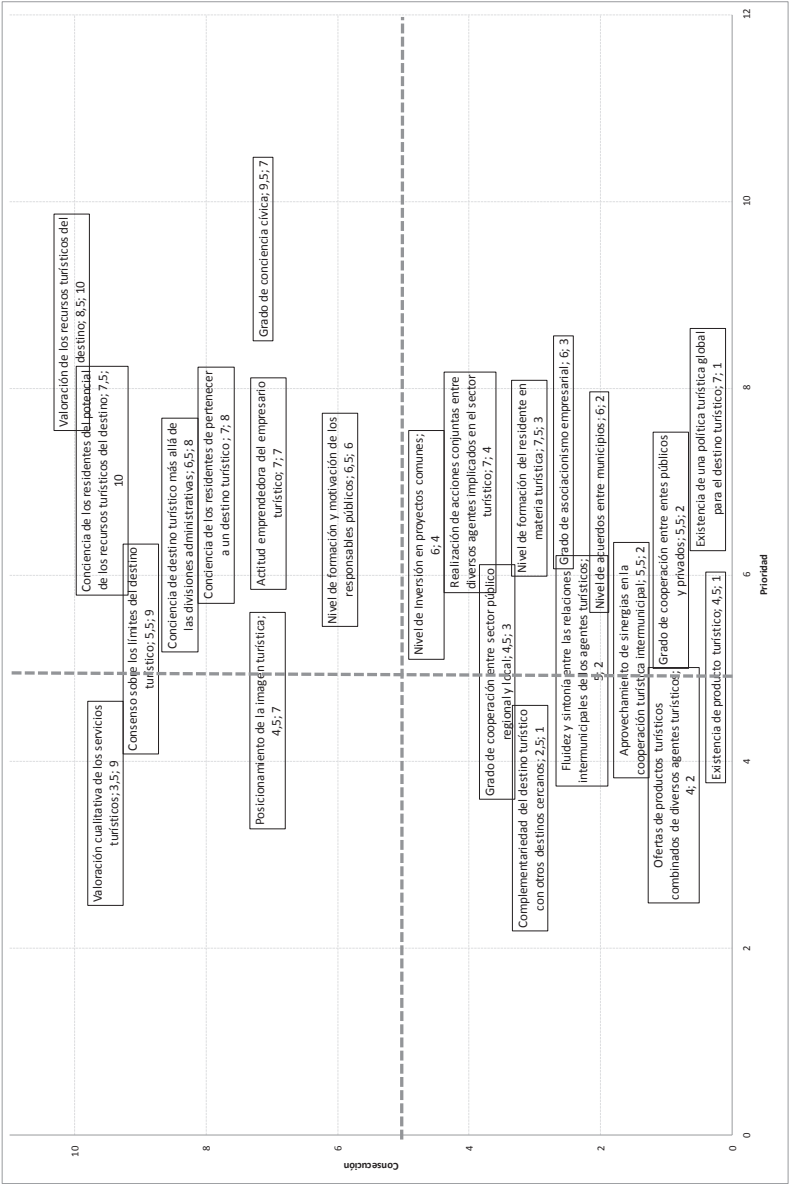 Valoración de los recursos turísticos del
destino; 8,5; 10
Conciencia de los residentes del potencial
de los recursos turísticos del destino; 7,5;
10
Valoración cualitativa de los servicios
turísticos; 3,5; 9
Consenso sobre los límites del destino
turístico; 5,5; 9
Conciencia de destino turístico más allá de
las divisiones administrativas; 6,5; 8
Conciencia de los residentes de pertenecer
a un destino turístico ; 7; 8
Grado de conciencia cívica; 9,5; 7
Actitud emprendedora del empresario
turístico; 7; 7
Posicionamiento de la imagen turística;
4,5; 7
Nivel de formación y motivación de los
responsables públicos; 6,5; 6
Nivel de Inversión en proyectos comunes;
6; 4
Realización de acciones conjuntas entre
diversos agentes implicados en el sector
turístico; 7; 4
Grado de cooperación entre sector público
regional y local; 4,5; 3
Nivel de formación del residente en
materia turística; 7,5; 3
Complementariedad del destino turístico
con otros destinos cercanos; 2,5; 1
Grado de asociacionismo empresarial; 6; 3
Fluidez y sintonía entre las relaciones
intermunicipales de los agentes turísticos;
5; 2
Nivel de acuerdos entre municipios; 6; 2
Aprovechamiento de sinergias en la
cooperación turística intermunicipal; 5,5; 2
Grado de cooperación entre entes públicos
y privados; 5,5; 2
Ofertas de productos turísticos
combinados de diversos agentes turísticos;
4; 2
Existencia de una política turística global
para el destino turístico; 7; 1
Existencia de producto turístico; 4,5; 1
Consecución
10
8
6
4
2
0
0
2
4
6
8
10
12
Prioridad